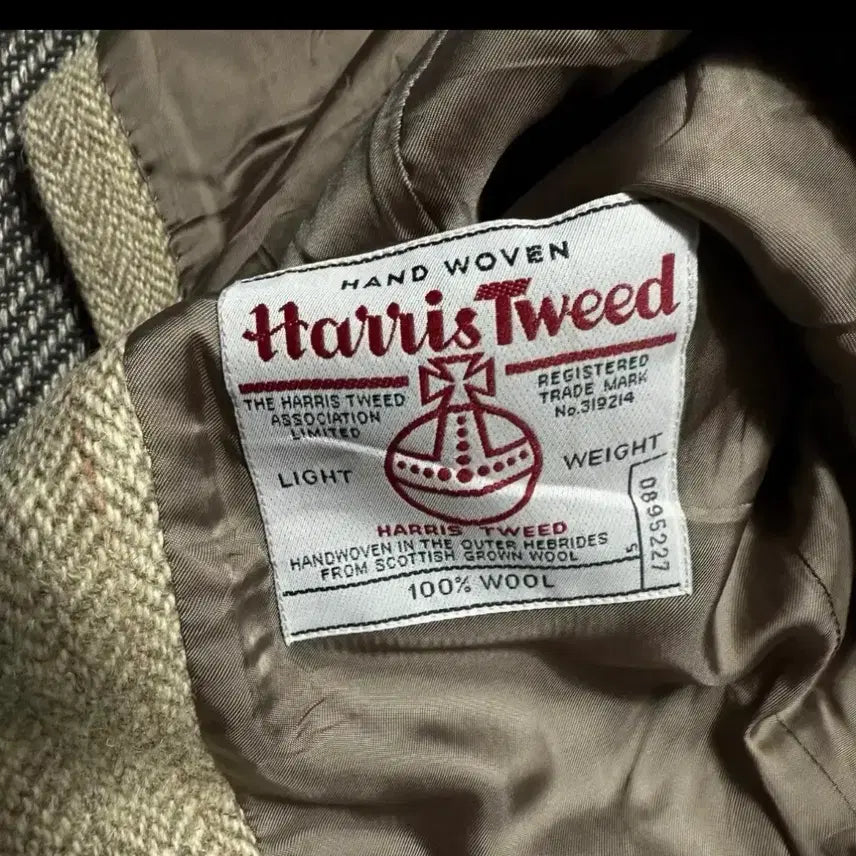 HAND WOVEN
Harris Tweed
THE HARRIS TWEED
ASSOCIATION
LIMITED
REGISTERED
TRADE MARK
No.319214
LIGHT WEIGHT
HARRIS TWEED
HANDWOVEN IN THE OUTER HEBRIDES
FROM SCOTTISH GROWN WOOL
100% WOOL
S
0895227